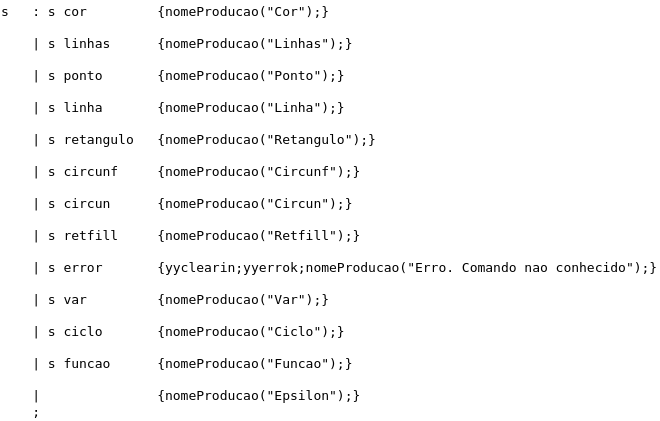 s   : s cor         {nomeProducao("Cor");}
    | s linhas      {nomeProducao("Linhas");}
    | s ponto       {nomeProducao("Ponto");}
    | s linha       {nomeProducao("Linha");}
    | s retangulo   {nomeProducao("Retangulo");}
    | s circunf     {nomeProducao("Circunf");}
    | s circun      {nomeProducao("Circun");}
    | s retfill     {nomeProducao("Retfill");}
    | s error       {yyclearin;yyerrok;nomeProducao("Erro. Comando nao conhecido");}
    | s var         {nomeProducao("Var");}
    | s ciclo       {nomeProducao("Ciclo");}
    | s funcao      {nomeProducao("Funcao");}
    |               {nomeProducao("Epsilon");}
    ;